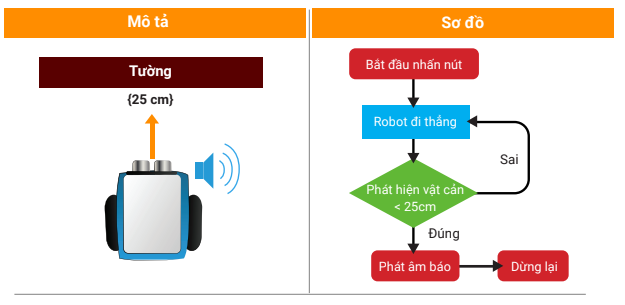 Mô tả
Sơ đồ
Tường
{25 cm}
Bắt đầu nhấn nút
Robot đi thẳng
Sai
Phát hiện vật cản
< 25cm
Đúng
Phát âm báo
Dừng lại